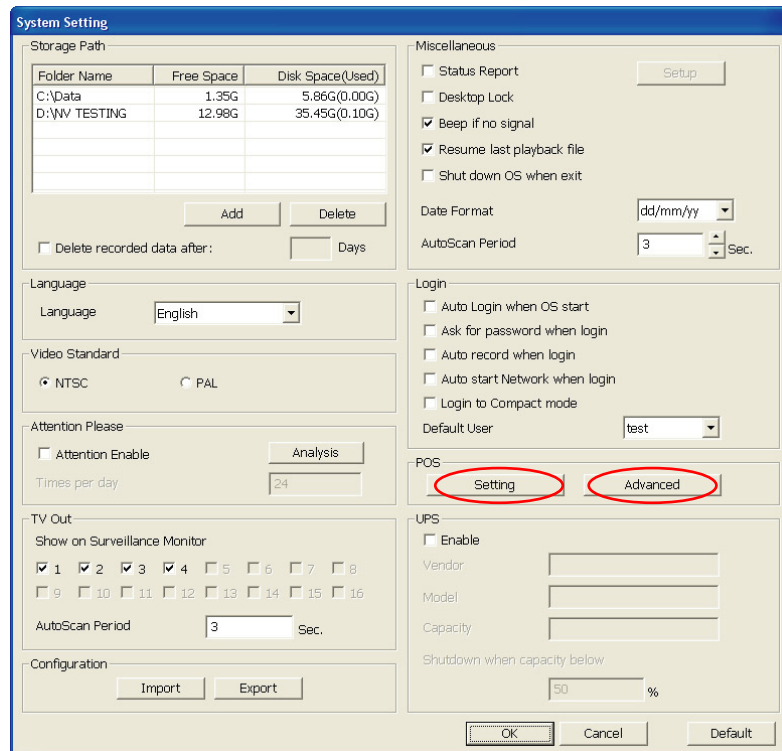 System Setting
Storage Path
Folder Name Free Space Disk Space(Used)
C:\Data 1.35G 5.86G(0.00G)
D:\NV TESTING 12.98G 35.45G(0.10G)
Add Delete
Delete recorded data after: Days
Language
Language English
Video Standard
NTSC PAL
Attention Please
Attention Enable Analysis
Times per day 24
TV Out
Show on Surveillance Monitor
1 2 3 4 5 6 7 8
9 10 11 12 13 14 15 16
AutoScan Period 3 Sec.
Configuration
Import Export
Miscellaneous
Status Report Setup
Desktop Lock
Beep if no signal
Resume last playback file
Shut down OS when exit
Date Format dd/mm/yy
AutoScan Period 3 Sec.
Login
Auto Login when OS start
Ask for password when login
Auto record when login
Auto start Network when login
Login to Compact mode
Default User test
POS
Setting Advanced
UPS
Enable
Vendor
Model
Capacity
Shutdown when capacity below
50 %
OK Cancel Default